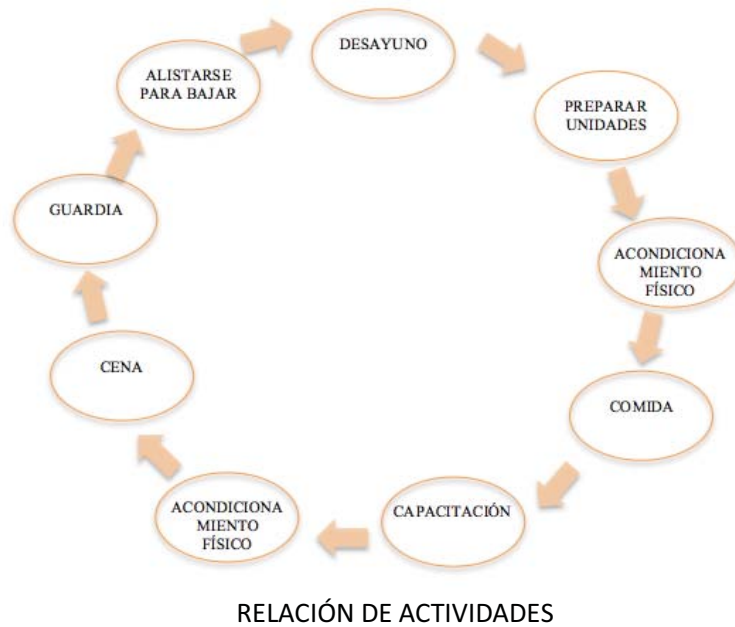 DESAYUNO
PREPARAR
UNIDADES
ACONDICIONA
MIENTO
FÍSICO
COMIDA
CAPACITACIÓN
ACONDICIONA
MIENTO
FÍSICO
CENA
GUARDIA
ALISTARSE
PARA BAJAR
RELACIÓN DE ACTIVIDADES